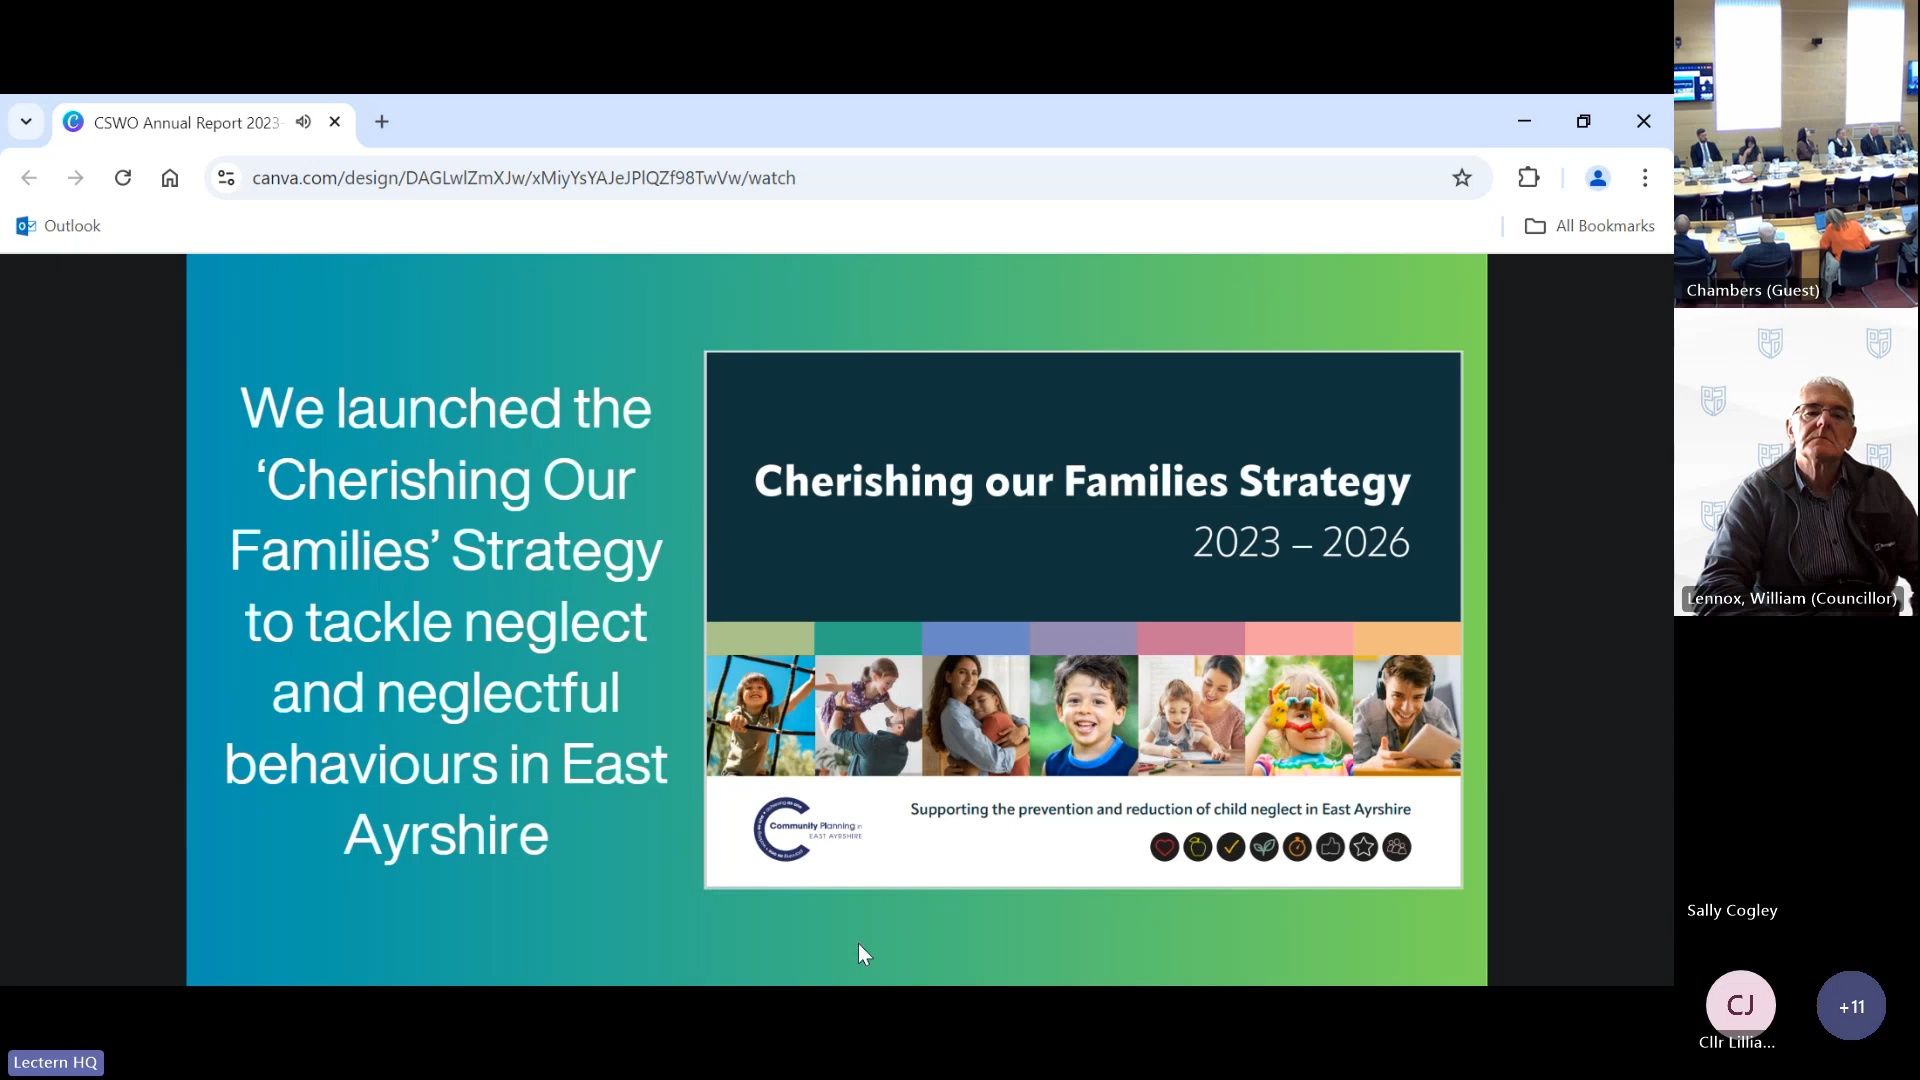 CSWO Annual Report 2023-
canva.com/design/DAGLwlZmXJw/xMiyYsYAJeJPlQZf98TwVw/watch
Outlook
All Bookmarks
We launched the
‘Cherishing Our
Families’ Strategy
to tackle neglect
and neglectful
behaviours in East
Ayrshire
Cherishing our Families Strategy
2023 – 2026
Community Planning in
EAST AYRSHIRE
Supporting the prevention and reduction of child neglect in East Ayrshire
Chambers (Guest)
Lennox, William (Councillor)
Sally Cogley
CJ
+11
Cllr Lillia...
Lectern HQ